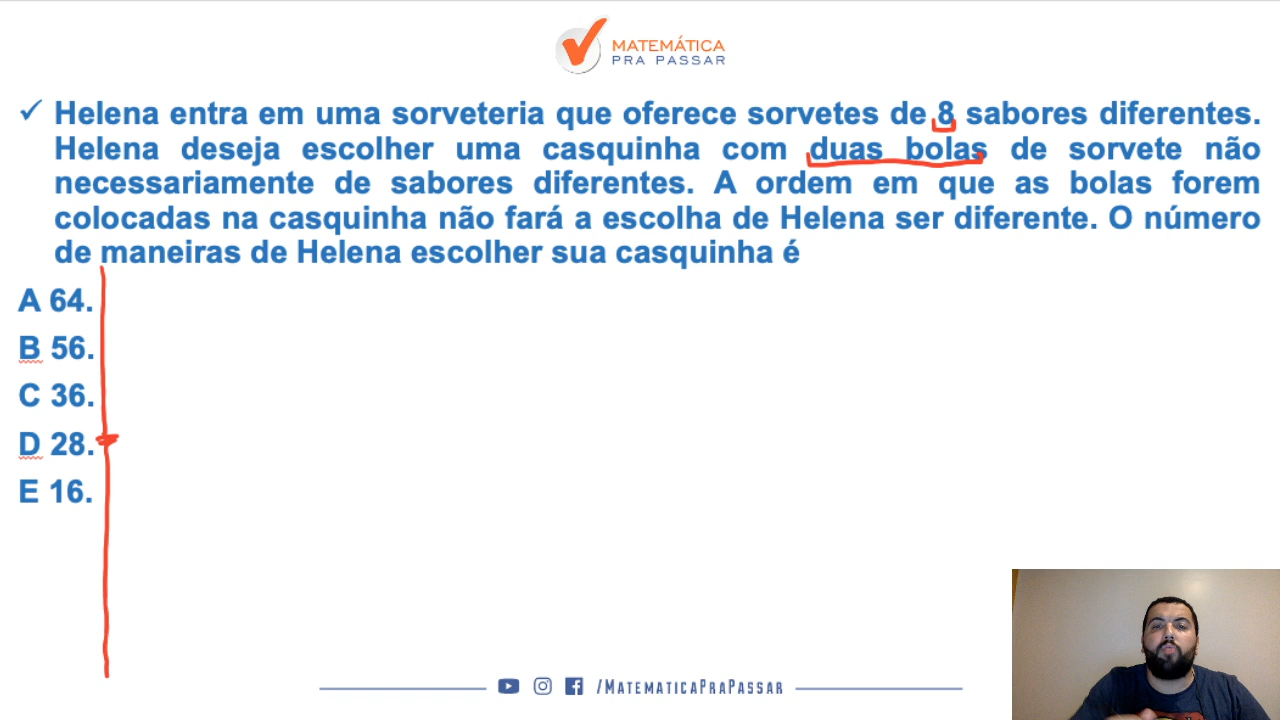 MATEMÁTICA
PRA PASSAR
✓ Helena entra em uma sorveteria que oferece sorvetes de 8 sabores diferentes.
Helena deseja escolher uma casquinha com duas bolas de sorvete não
necessariamente de sabores diferentes. A ordem em que as bolas forem
colocadas na casquinha não fará a escolha de Helena ser diferente. O número
de maneiras de Helena escolher sua casquinha é
A 64.
B 56.
C 36.
D 28.
E 16.
/MATEMATICAPRAPASSAR